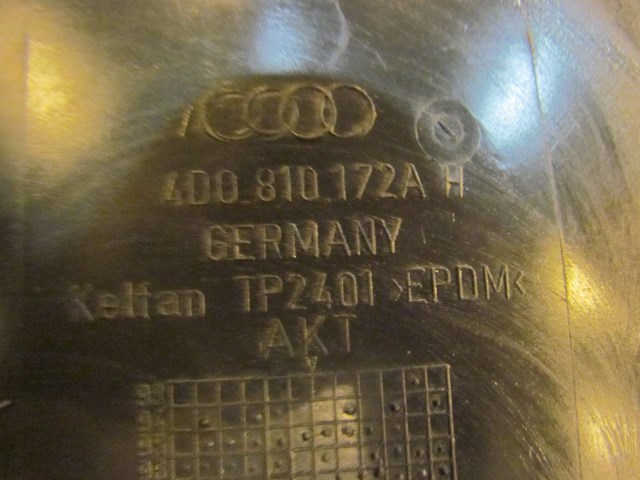 4D0 810 172A H
GERMANY
Keltan TP2401 >EPDM<
AKT